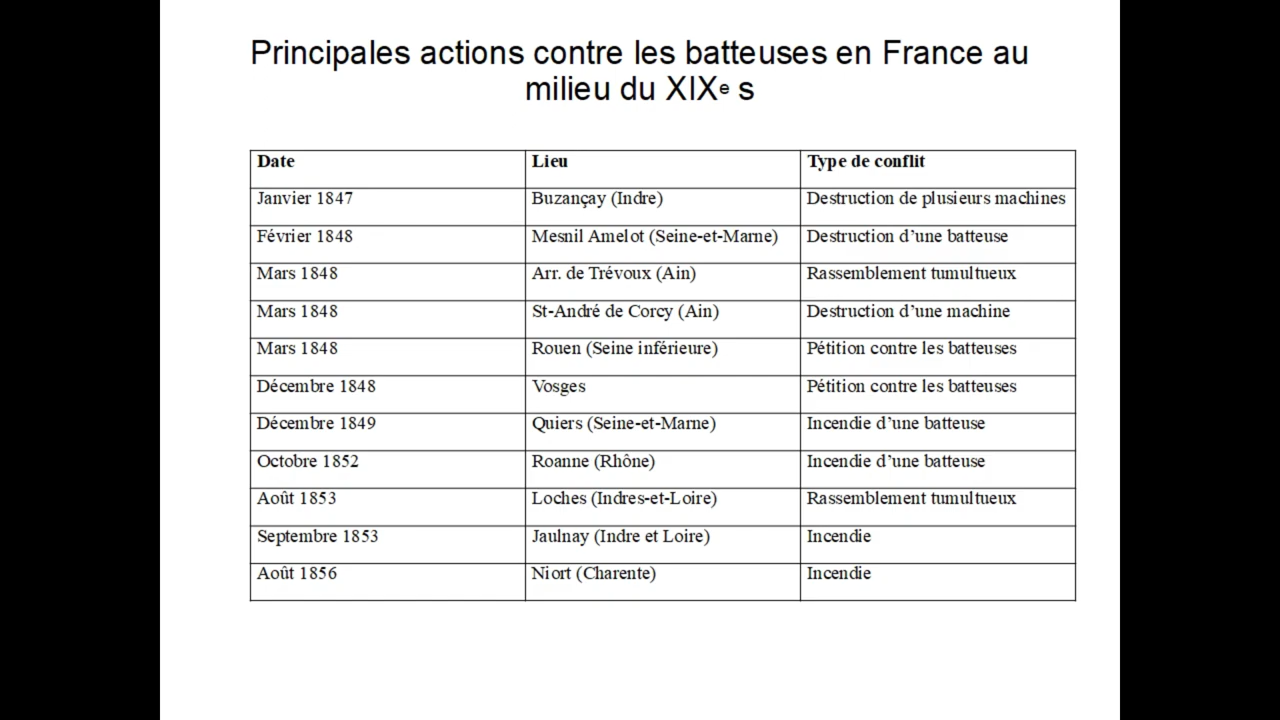 Principales actions contre les batteuses en France au
milieu du XIXe s
Date Lieu Type de conflit
Janvier 1847 Buzançay (Indre) Destruction de plusieurs machines
Février 1848 Mesnil Amelot (Seine-et-Marne) Destruction d’une batteuse
Mars 1848 Arr. de Trévoux (Ain) Rassemblement tumultueux
Mars 1848 St-André de Corcy (Ain) Destruction d’une machine
Mars 1848 Rouen (Seine inférieure) Pétition contre les batteuses
Décembre 1848 Vosges Pétition contre les batteuses
Décembre 1849 Quiers (Seine-et-Marne) Incendie d’une batteuse
Octobre 1852 Roanne (Rhône) Incendie d’une batteuse
Août 1853 Loches (Indres-et-Loire) Rassemblement tumultueux
Septembre 1853 Jaulnay (Indre et Loire) Incendie
Août 1856 Niort (Charente) Incendie